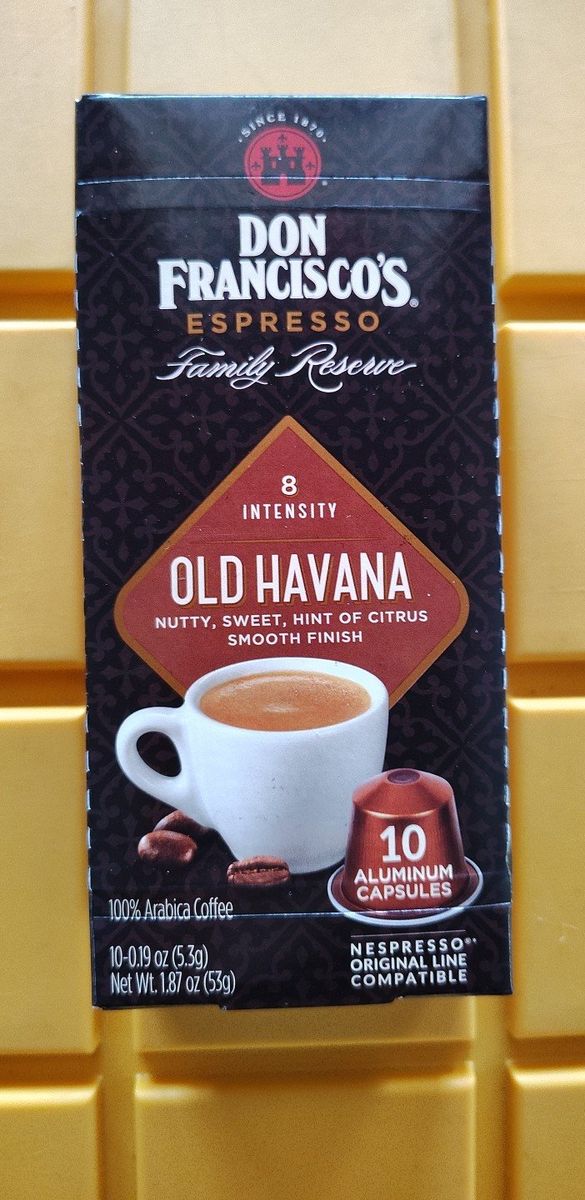 SINCE 1870
DON
FRANCISCO'S®
ESPRESSO
Family Reserve
8
INTENSITY
OLD HAVANA
NUTTY, SWEET, HINT OF CITRUS
SMOOTH FINISH
10
ALUMINUM
CAPSULES
100% Arabica Coffee
10-0.19 oz (5.3g)
Net Wt. 1.87 oz (53g)
NESPRESSO®*
ORIGINAL LINE
COMPATIBLE